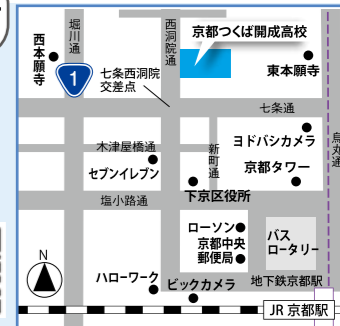 堀川通
西洞院通
京都つくば開成高校
西本願寺
1
七条西洞院
交差点
東本願寺
七条通
烏丸通
木津屋橋通
新町通
ヨドバシカメラ
セブンイレブン
京都タワー
下京区役所
塩小路通
ローソン
京都中央
郵便局
バス
ロータリー
N
ハローワーク
ビックカメラ
地下鉄京都駅
JR 京都駅